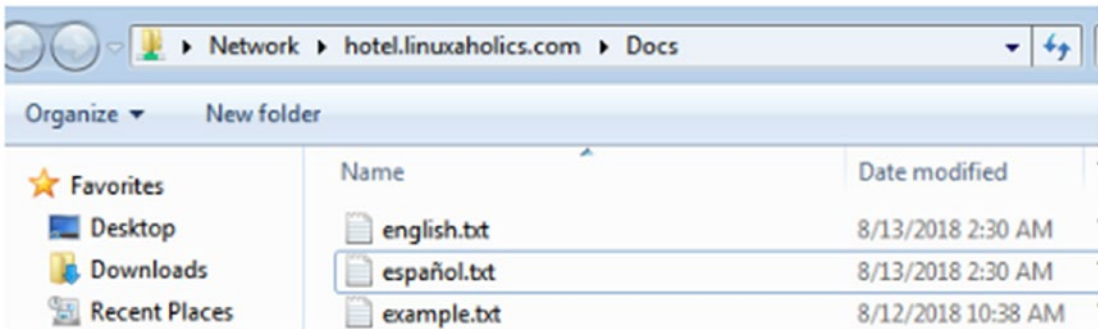 Network hotel.linuxaholics.com Docs
Organize New folder
Name Date modified
Favorites
Desktop
Downloads
Recent Places
english.txt 8/13/2018 2:30 AM
español.txt 8/13/2018 2:30 AM
example.txt 8/12/2018 10:38 AM